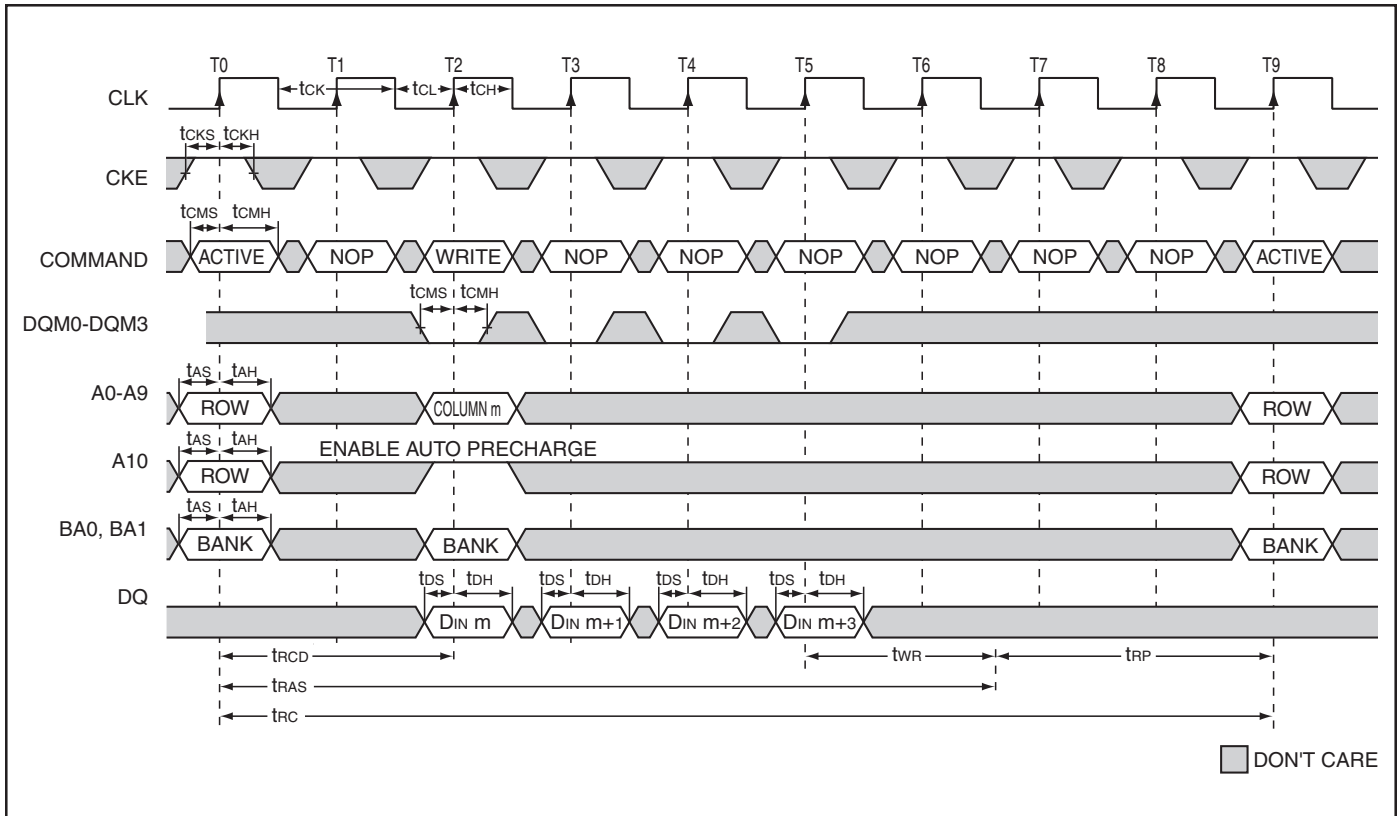 T0 T1 T2 T3 T4 T5 T6 T7 T8 T9
CLK tCK tCL tCH
tCKS tCKH
CKE
tCMS tCMH
COMMAND ACTIVE NOP WRITE NOP NOP NOP NOP NOP NOP ACTIVE
tCMS tCMH
DQM0-DQM3
tAS tAH
A0-A9 ROW COLUMN m ROW
tAS tAH ENABLE AUTO PRECHARGE
A10 ROW ROW
tAS tAH
BA0, BA1 BANK BANK BANK
tDS tDH tDS tDH tDS tDH tDS tDH
DQ DIN m DIN m+1 DIN m+2 DIN m+3
tRCD tWR tRP
tRAS
tRC
DON'T CARE